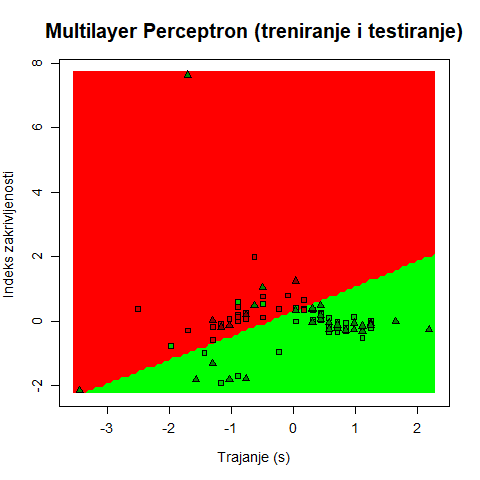 Multilayer Perceptron (treniranje i testiranje)
Indeks zakrivljenosti
8
6
4
2
0
-2
-3 -2 -1 0 1 2
Trajanje (s)